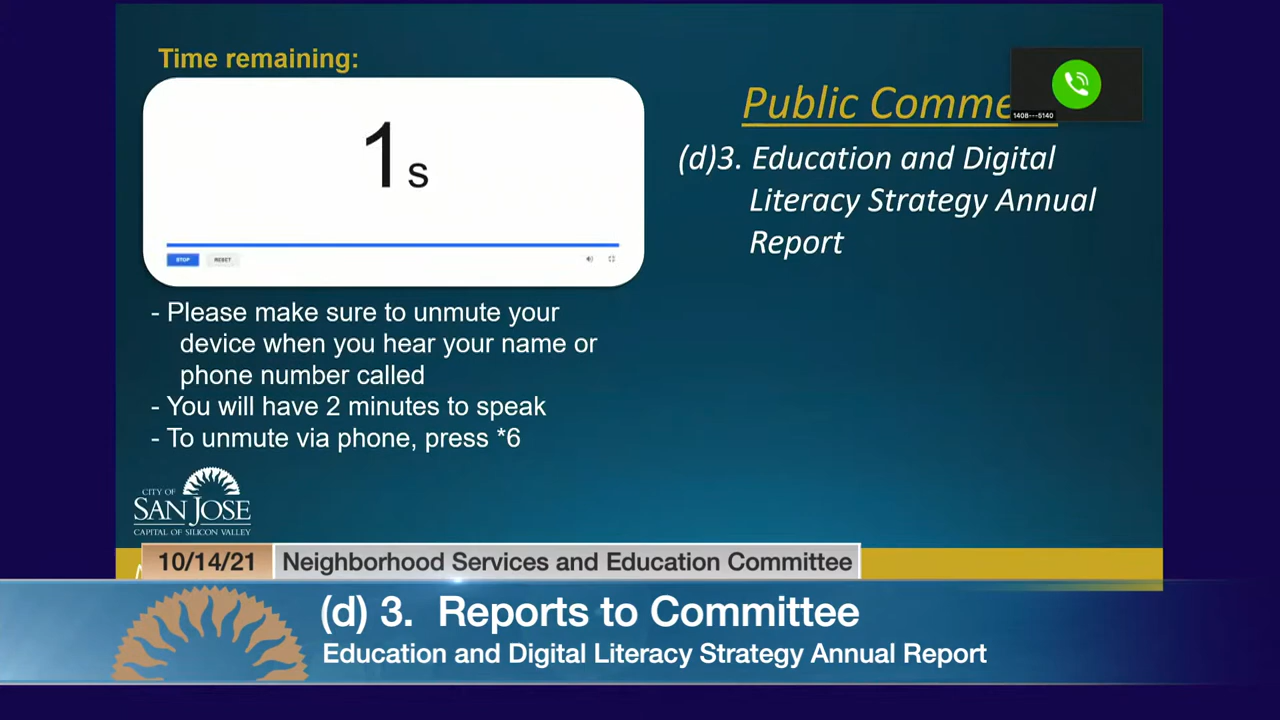 Time remaining:
1 s
STOP RESET
Public Comme
1408---5140
(d)3. Education and Digital
Literacy Strategy Annual
Report
- Please make sure to unmute your
device when you hear your name or
phone number called
- You will have 2 minutes to speak
- To unmute via phone, press *6
CITY OF
SAN JOSE
CAPITAL OF SILICON VALLEY
10/14/21 Neighborhood Services and Education Committee
(d) 3. Reports to Committee
Education and Digital Literacy Strategy Annual Report